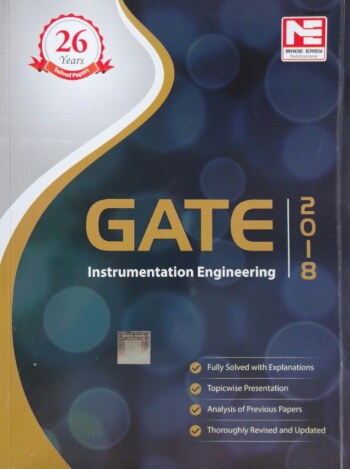 26
Years
Solved Papers
ME
MADE EASY
Publications
GATE
2018
Instrumentation Engineering
Fully Solved with Explanations
Topicwise Presentation
Analysis of Previous Papers
Thoroughly Revised and Updated